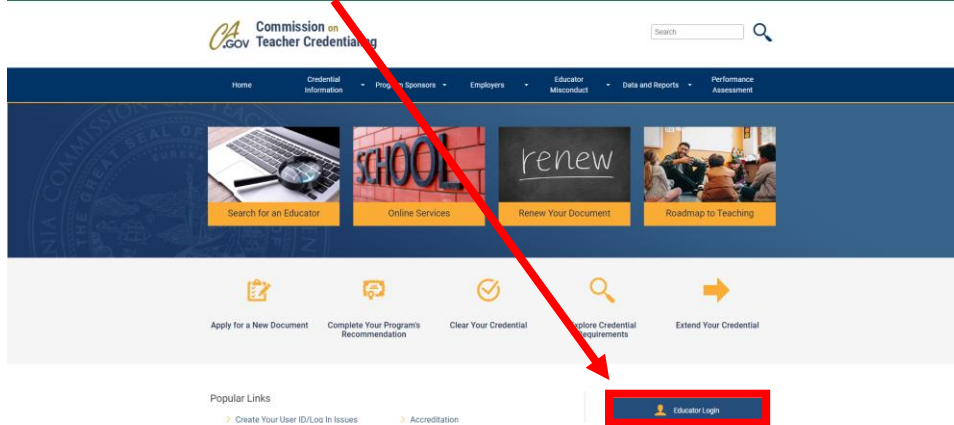 CA
.GOV
Commission on
Teacher Credentialing
Search
Home
Credential
Information
Program Sponsors
Employers
Educator
Misconduct
Data and Reports
Performance
Assessment
SCHOOL
renew
Search for an Educator
Online Services
Renew Your Document
Roadmap to Teaching
Apply for a New Document
Complete Your Program's
Recommendation
Clear Your Credential
Explore Credential
Requirements
Extend Your Credential
Popular Links
Create Your User ID/Log In Issues
Accreditation
Educator Login